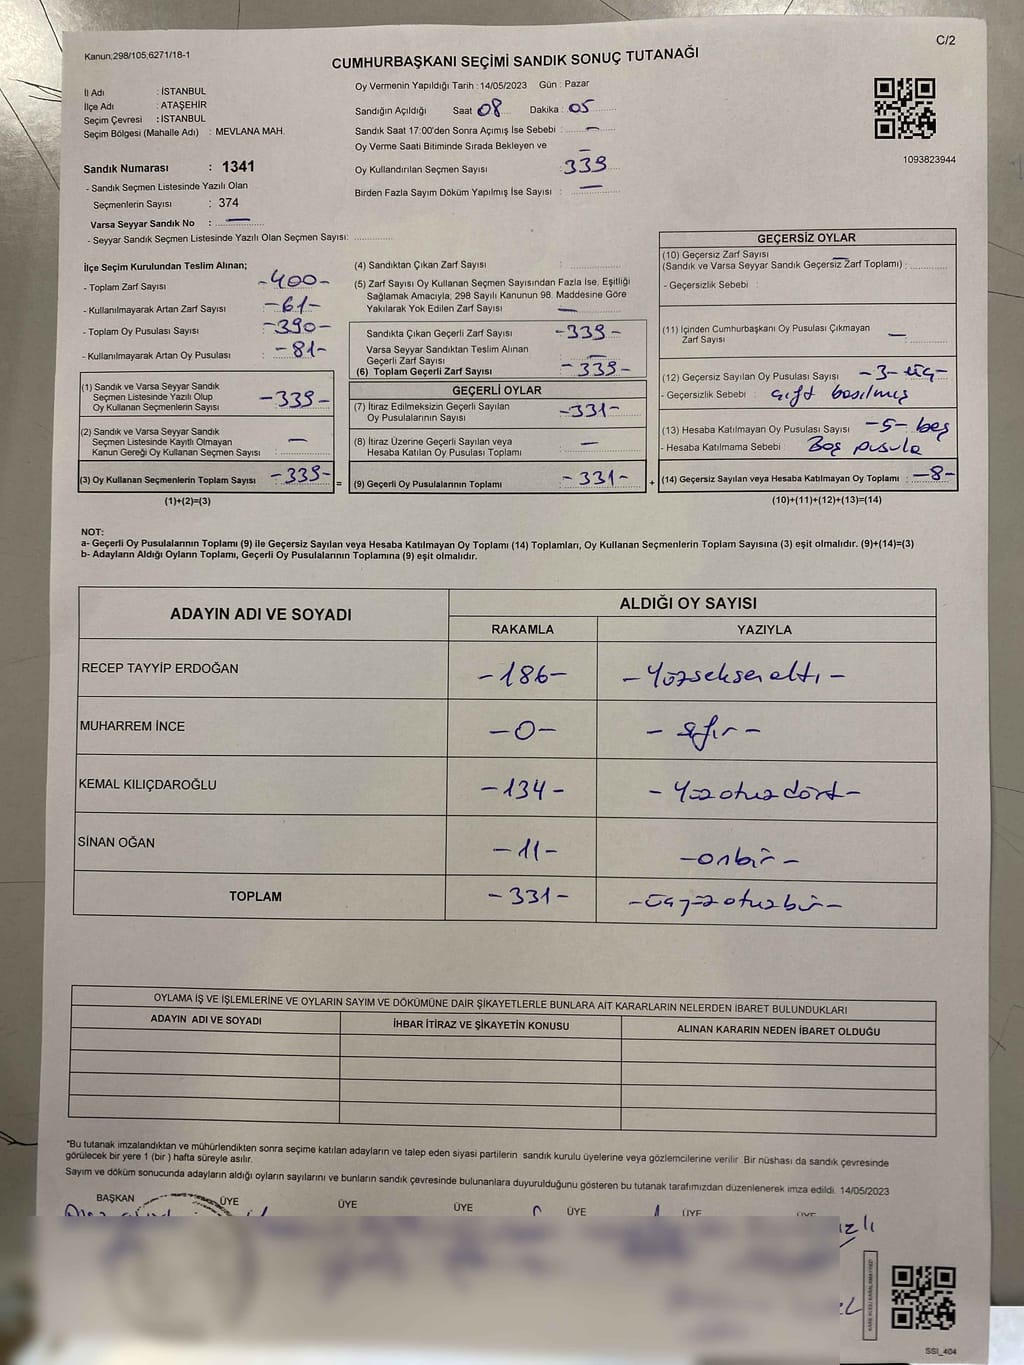 C/2
Kanun:298/105;6271/18-1
CUMHURBAŞKANI SEÇİMİ SANDIK SONUÇ TUTANAĞI
İl Adı : İSTANBUL
İlçe Adı : ATAŞEHİR
Seçim Çevresi : İSTANBUL
Seçim Bölgesi (Mahalle Adı) : MEVLANA MAH.
Sandık Numarası : 1341
- Sandık Seçmen Listesinde Yazılı Olan
Seçmenlerin Sayısı : 374
Varsa Seyyar Sandık No : —
- Seyyar Sandık Seçmen Listesinde Yazılı Olan Seçmen Sayısı: ............
Oy Vermenin Yapıldığı Tarih : 14/05/2023 Gün : Pazar
Sandığın Açıldığı Saat 08 Dakika : 05
Sandık Saat 17:00'den Sonra Açımış İse Sebebi : —
Oy Verme Saati Bitiminde Sırada Bekleyen ve
Oy Kullandırılan Seçmen Sayısı : 339
Birden Fazla Sayım Döküm Yapılmış İse Sayısı : —
1093823944
İlçe Seçim Kurulundan Teslim Alınan;
- Toplam Zarf Sayısı : -400-
- Kullanılmayarak Artan Zarf Sayısı : -61-
- Toplam Oy Pusulası Sayısı : -390-
- Kullanılmayarak Artan Oy Pusulası : -81-
(1) Sandık ve Varsa Seyyar Sandık
Seçmen Listesinde Yazılı Olup
Oy Kullanan Seçmenlerin Sayısı : -339-
(2) Sandık ve Varsa Seyyar Sandık
Seçmen Listesinde Kayıtlı Olmayan
Kanun Gereği Oy Kullanan Seçmen Sayısı : —
(3) Oy Kullanan Seçmenlerin Toplam Sayısı : -339-
(1)+(2)=(3)
=
(4) Sandıktan Çıkan Zarf Sayısı : ............
(5) Zarf Sayısı Oy Kullanan Seçmen Sayısından Fazla İse, Eşitliği
Sağlamak Amacıyla; 298 Sayılı Kanunun 98. Maddesine Göre
Yakılarak Yok Edilen Zarf Sayısı : —
Sandıkta Çıkan Geçerli Zarf Sayısı : -339-
Varsa Seyyar Sandıktan Teslim Alınan
Geçerli Zarf Sayısı : —
(6) Toplam Geçerli Zarf Sayısı : -339-
GEÇERLİ OYLAR
(7) İtiraz Edilmeksizin Geçerli Sayılan
Oy Pusulalarının Sayısı : -331-
(8) İtiraz Üzerine Geçerli Sayılan veya
Hesaba Katılan Oy Pusulası Toplamı : —
(9) Geçerli Oy Pusulalarının Toplamı : -331-
+
GEÇERSİZ OYLAR
(10) Geçersiz Zarf Sayısı
(Sandık ve Varsa Seyyar Sandık Geçersiz Zarf Toplamı) : —
- Geçersizlik Sebebi :
(11) İçinden Cumhurbaşkanı Oy Pusulası Çıkmayan
Zarf Sayısı : —
(12) Geçersiz Sayılan Oy Pusulası Sayısı : -3- üç-
- Geçersizlik Sebebi : çift basılmış
(13) Hesaba Katılmayan Oy Pusulası Sayısı : -5- beş
- Hesaba Katılmama Sebebi : Boş pusula
(14) Geçersiz Sayılan veya Hesaba Katılmayan Oy Toplamı : -8-
(10)+(11)+(12)+(13)=(14)
NOT:
a- Geçerli Oy Pusulalarının Toplamı (9) ile Geçersiz Sayılan veya Hesaba Katılmayan Oy Toplamı (14) Toplamları, Oy Kullanan Seçmenlerin Toplam Sayısına (3) eşit olmalıdır. (9)+(14)=(3)
b- Adayların Aldığı Oyların Toplamı, Geçerli Oy Pusulalarının Toplamına (9) eşit olmalıdır.
ADAYIN ADI VE SOYADI ALDIĞI OY SAYISI
RAKAMLA YAZIYLA
RECEP TAYYİP ERDOĞAN -186- -Yüzseksenaltı-
MUHARREM İNCE -0- -sıfır-
KEMAL KILIÇDAROĞLU -134- -Yüzotuzdört-
SİNAN OĞAN -11- -onbir-
TOPLAM -331- -üçyüzotuzbir-
OYLAMA İŞ VE İŞLEMLERİNE VE OYLARIN SAYIM VE DÖKÜMÜNE DAİR ŞİKAYETLERLE BUNLARA AİT KARARLARIN NELERDEN İBARET BULUNDUKLARI
ADAYIN ADI VE SOYADI İHBAR İTİRAZ VE ŞİKAYETİN KONUSU ALINAN KARARIN NEDEN İBARET OLDUĞU
*Bu tutanak imzalandıktan ve mühürlendikten sonra seçime katılan adayların ve talep eden siyasi partilerin sandık kurulu üyelerine veya gözlemcilerine verilir. Bir nüshası da sandık çevresinde
görülecek bir yere 1 (bir ) hafta süreyle asılır.
Sayım ve döküm sonucunda adayların aldığı oyların sayılarını ve bunların sandık çevresinde bulunanlara duyurulduğunu gösteren bu tutanak tarafımızdan düzenlenerek imza edildi. 14/05/2023
BAŞKAN ÜYE ÜYE ÜYE ÜYE ÜYE ÜYE
SSI_404